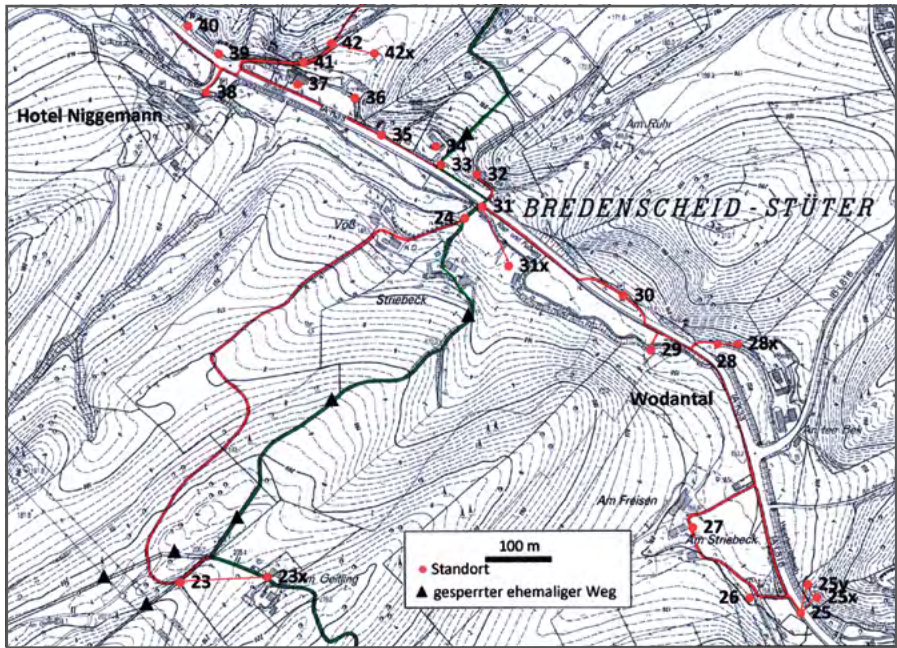 40
42
42x
39
41
37
38
36
Hotel Niggemann
35
Am Ruhr
34
33
32
31
BREDENSCHEID-STÜTER
24
Voß
31x
Striebeck
30
29
28
28x
Wodantal
Am Freisen
27
Am Striebeck
100 m
Standort
gesperrter ehemaliger Weg
23
23x
26
25y
25x
25